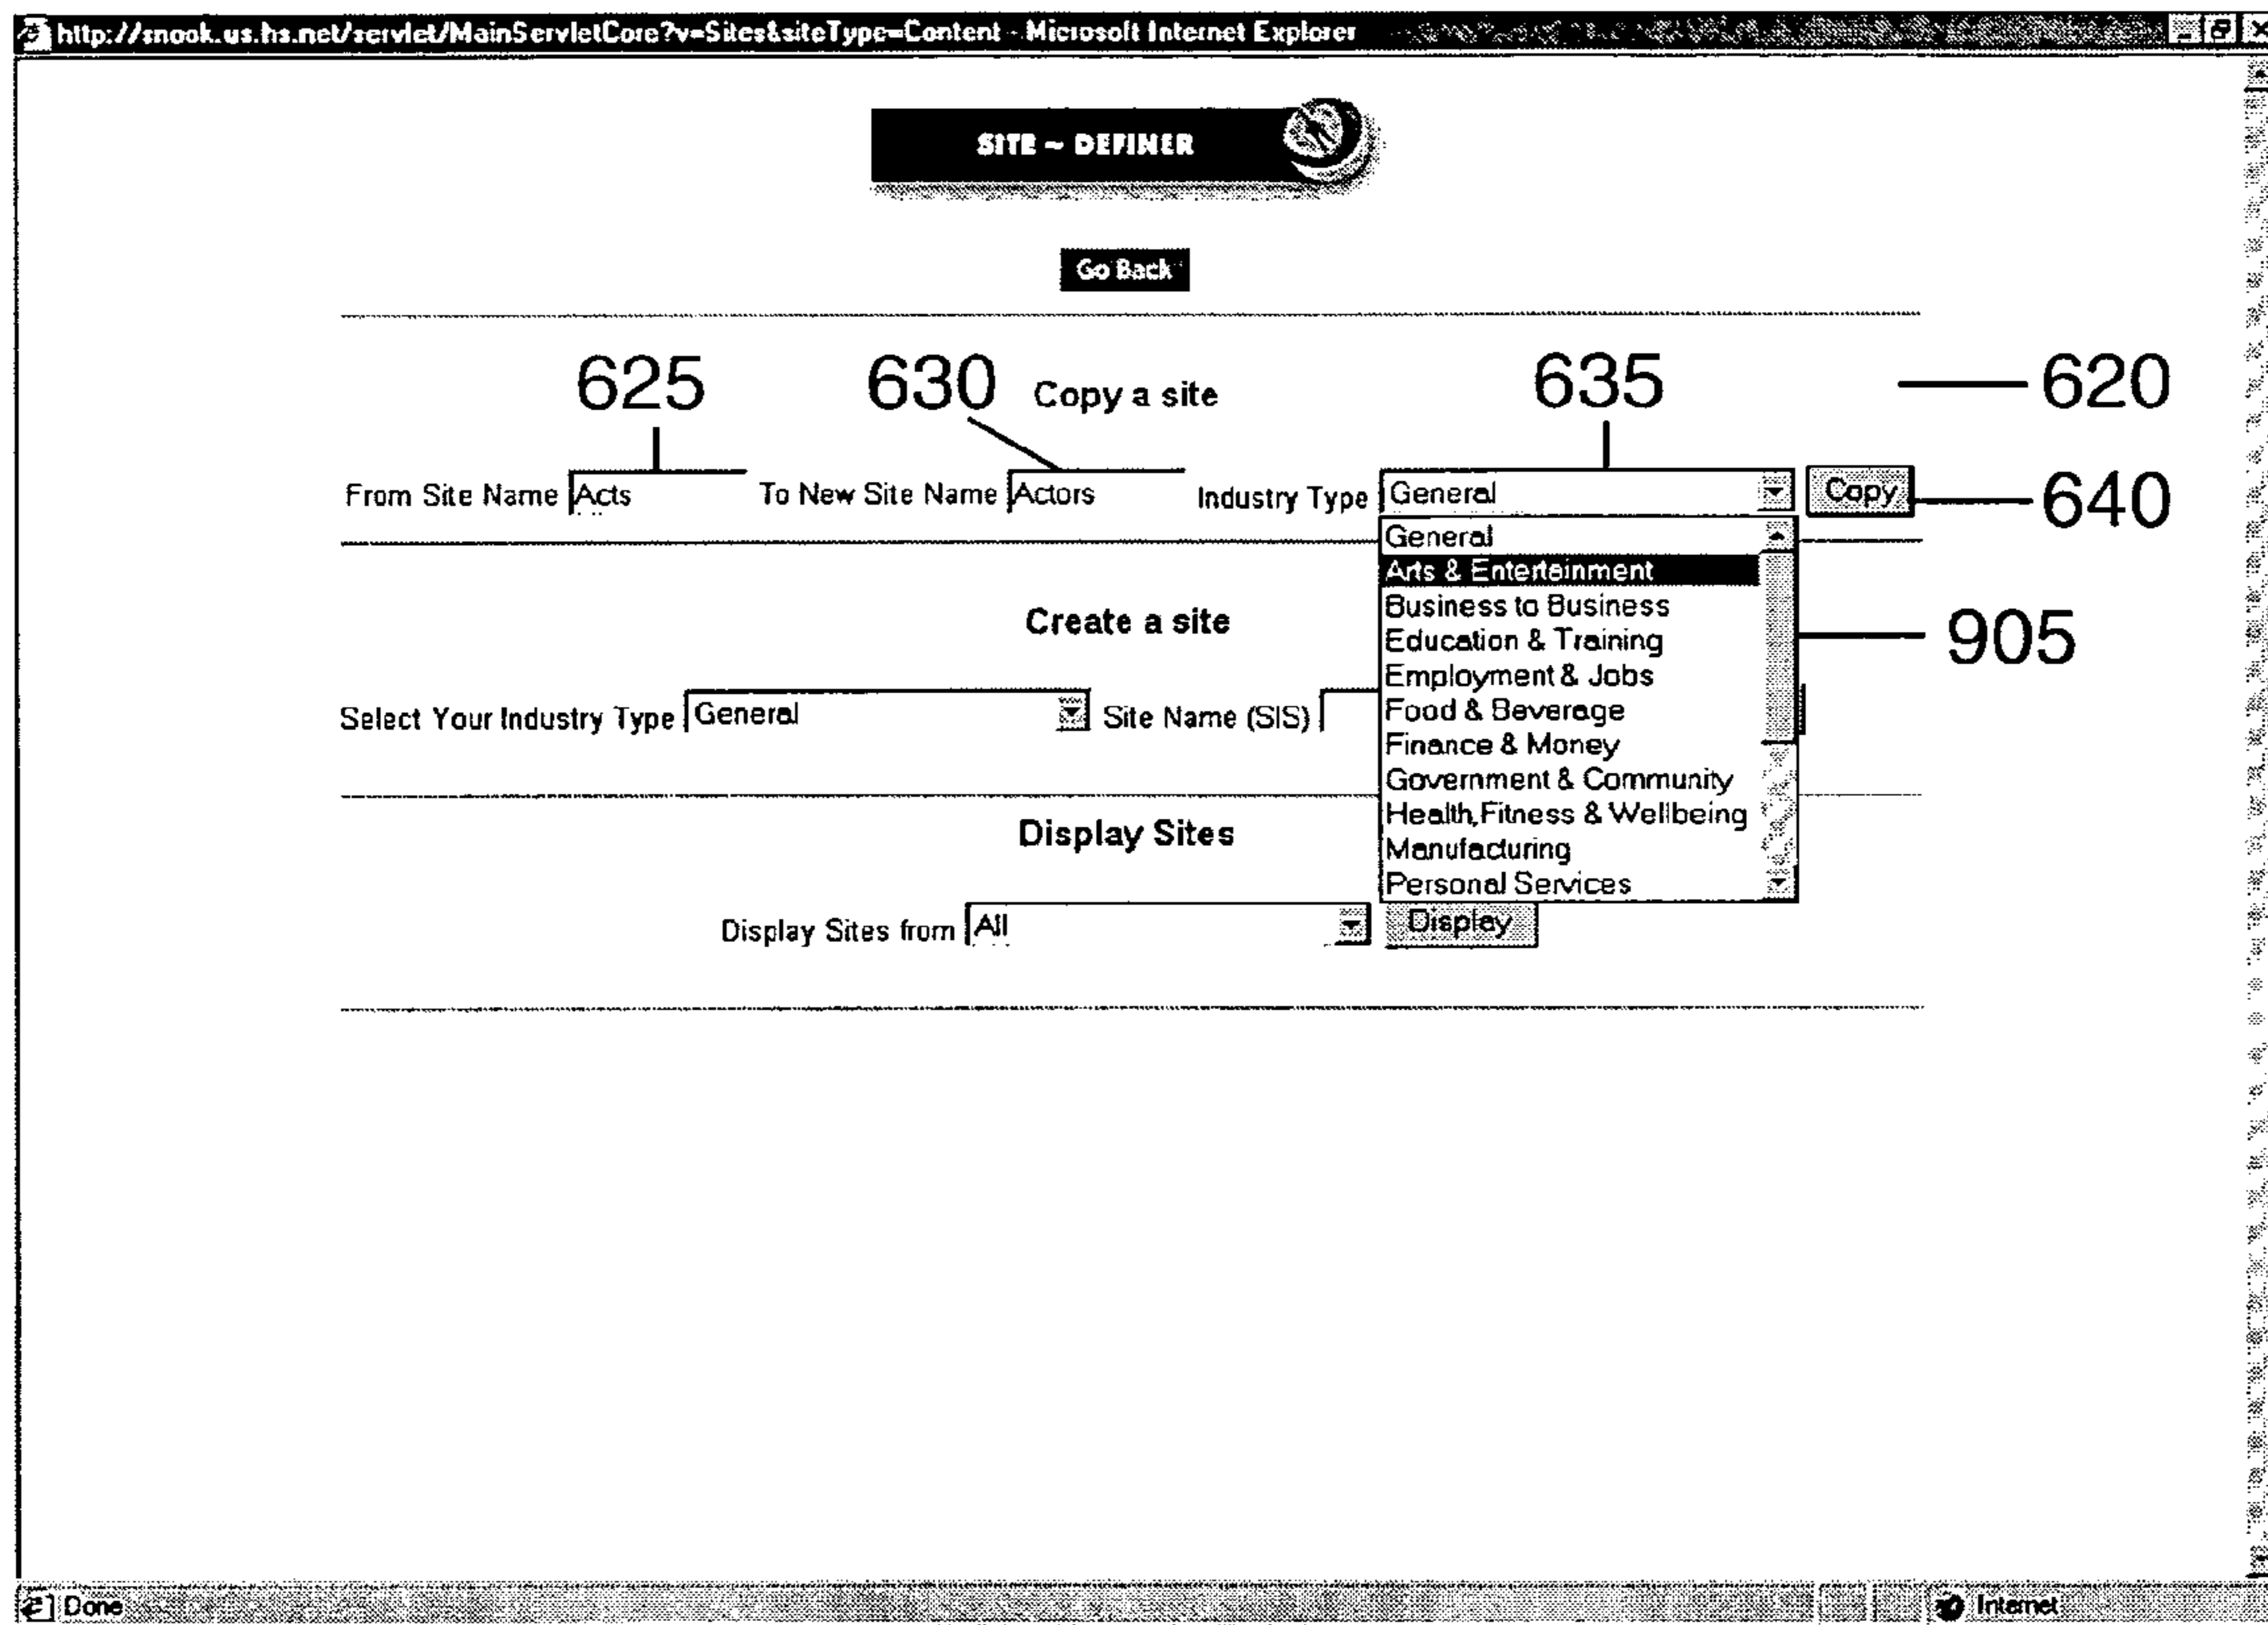 http://snook.us.hs.net/servlet/MainServletCore?v=Sites&siteType=Content - Microsoft Internet Explorer
SITE ~ DEFINER
Go Back
625 630 Copy a site 635 620
From Site Name Acts To New Site Name Actors Industry Type General Copy 640
General
Arts & Entertainment
Business to Business
Create a site 905
Education & Training
Employment & Jobs
Select Your Industry Type General Site Name (SIS)
Food & Beverage
Finance & Money
Government & Community
Health,Fitness & Wellbeing
Display Sites
Manufacturing
Personal Services
Display Sites from All Display
Done Internet